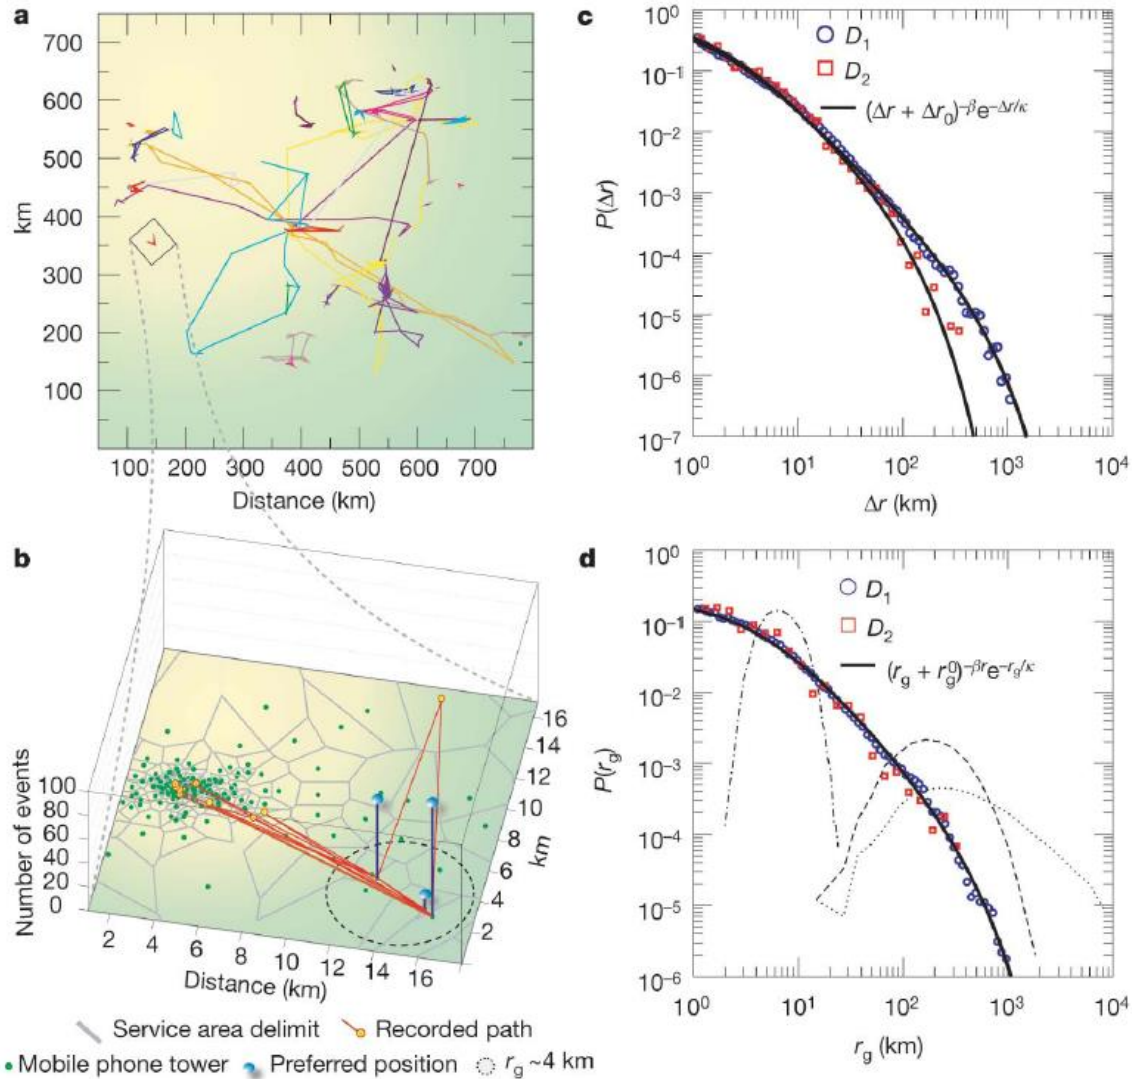 a
700
600
500
400
300
200
100
km
100 200 300 400 500 600 700
Distance (km)
b
100
80
60
40
20
0
Number of events
2 4 6 8 10 12 14 16
Distance (km)
16
14
12
10
8
6
4
2
km
Service area delimit Recorded path
Mobile phone tower Preferred position r_g ~4 km
c
10^0
10^-1
10^-2
10^-3
10^-4
10^-5
10^-6
10^-7
P(Δr)
D_1
D_2
(Δr + Δr_0)^-β e^-Δr/κ
10^0 10^1 10^2 10^3 10^4
Δr (km)
d
10^0
10^-1
10^-2
10^-3
10^-4
10^-5
10^-6
P(r_g)
D_1
D_2
(r_g + r_g^0)^-βr e^-r_g/κ
10^0 10^1 10^2 10^3 10^4
r_g (km)